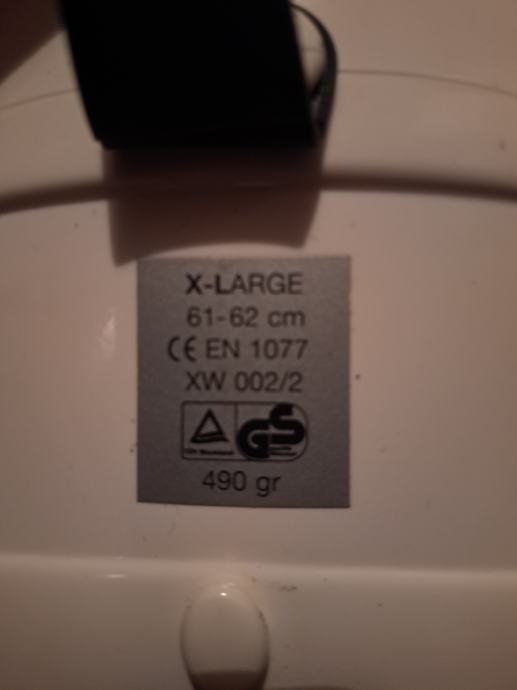 X-LARGE
61-62 cm
CE EN 1077
XW 002/2
GS
490 gr